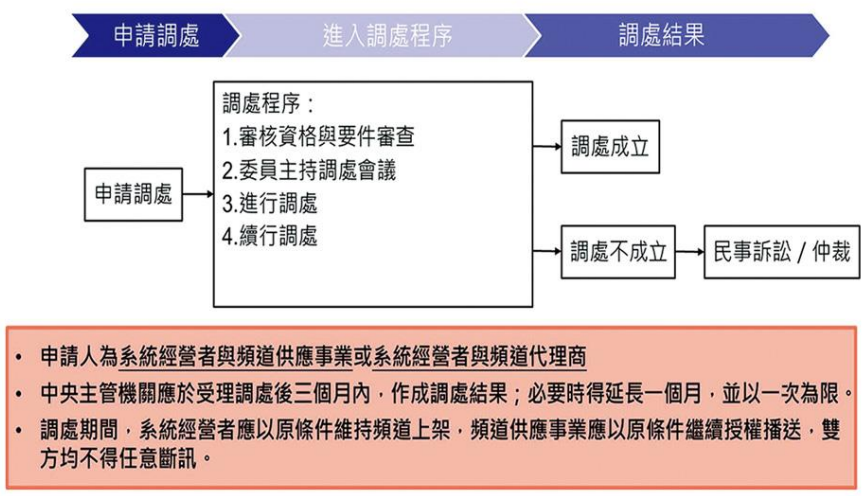 申請調處
進入調處程序
調處結果
調處程序：
1.審核資格與要件審查
2.委員主持調處會議
3.進行調處
4.續行調處
申請調處
調處成立
調處不成立
民事訴訟／仲裁
• 申請人為系統經營者與頻道供應事業或系統經營者與頻道代理商
• 中央主管機關應於受理調處後三個月內，作成調處結果；必要時得延長一個月，並以一次為限。
• 調處期間，系統經營者應以原條件維持頻道上架，頻道供應事業應以原條件繼續授權播送，雙
方均不得任意斷訊。